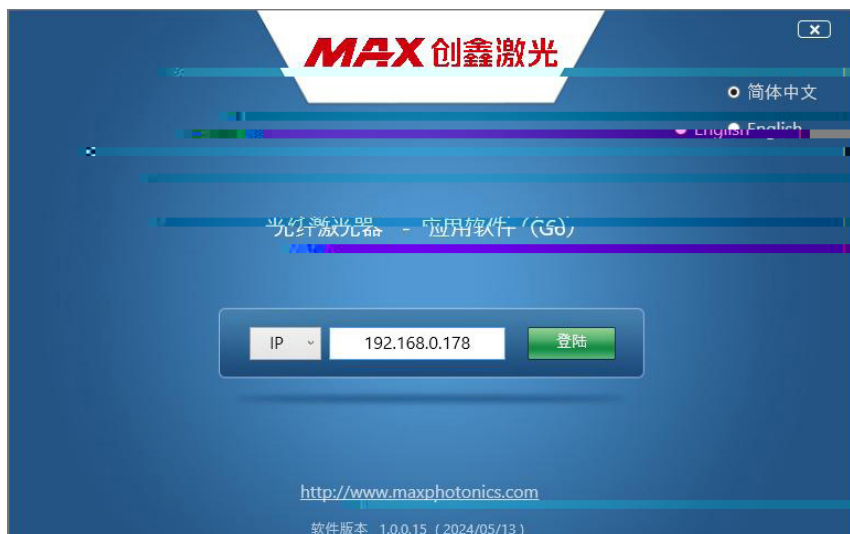 MAX 创鑫激光
简体中文
English
光纤激光器 - 应用软件 (G6)
IP 192.168.0.178 登陆
http://www.maxphotonics.com
软件版本 1.0.0.15 ( 2024/05/13 )